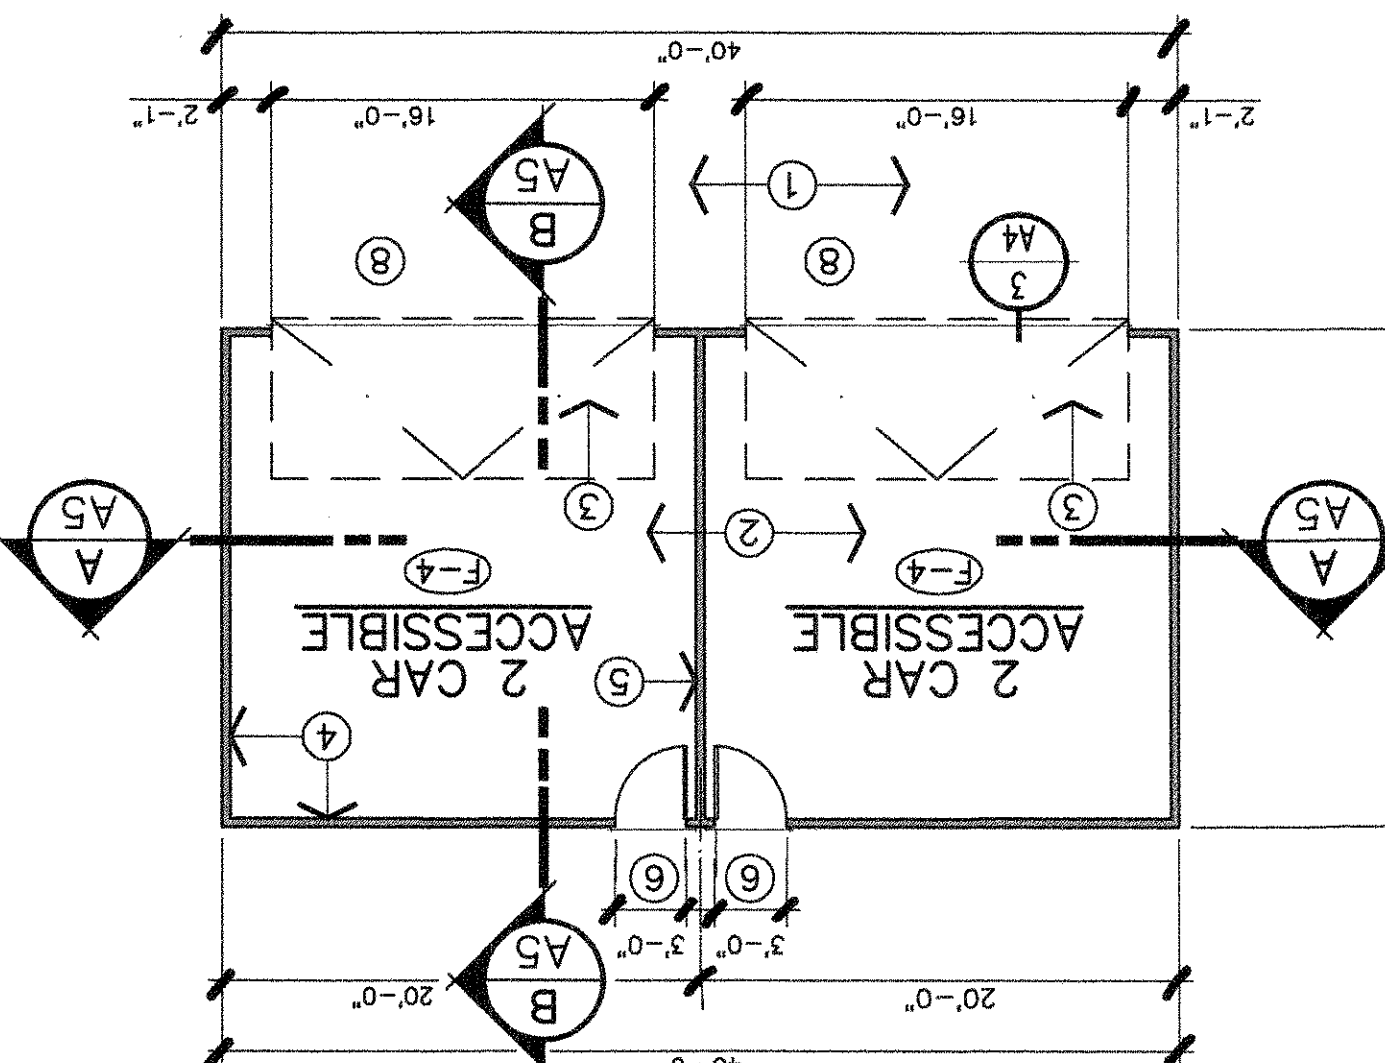 20'-0"
B
20'-0"
3'-0"
3'-0"
A5
6
6
4
2 CAR
ACCESSIBLE
F-4
5
2 CAR
ACCESSIBLE
F-4
A
A5
A
A5
2
3
3
3
A4
8
B
A5
8
1
2'-1"
16'-0"
16'-0"
2'-1"
40'-0"